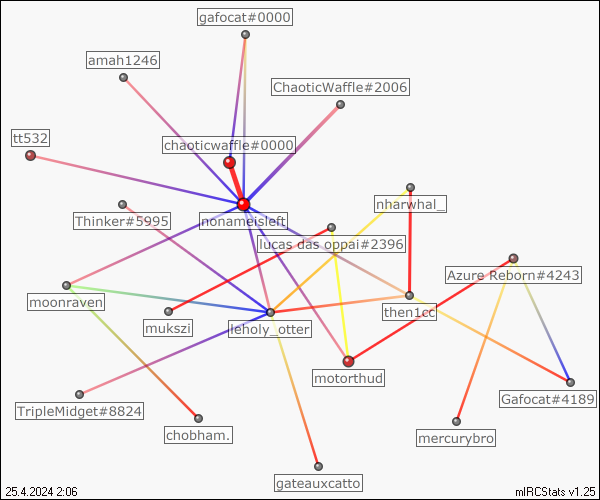 gafocat#0000
amah1246
ChaoticWaffle#2006
tt532
chaoticwaffle#0000
nharwhal_
Thinker#5995
nonameisleft
lucas das oppai#2396
Azure Reborn#4243
moonraven
then1cc
mukszi
leholy_otter
motorthud
Gafocat#4189
TripleMidget#8824
chobham.
mercurybro
gateauxcatto
25.4.2024 2:06
mIRCStats v1.25